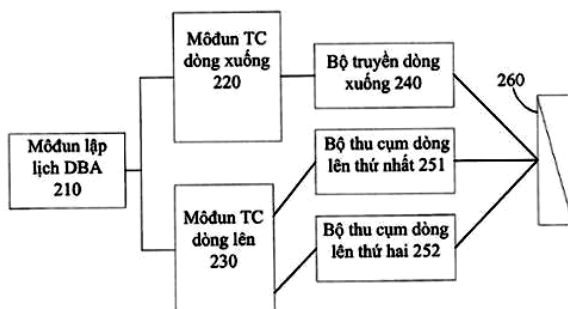 Môđun TC
dòng xuống
220
Bộ truyền dòng
xuống 240
260
Môđun lập
lịch DBA
210
Bộ thu cụm dòng
lên thứ nhất 251
Môđun TC
dòng lên
230
Bộ thu cụm dòng
lên thứ hai 252